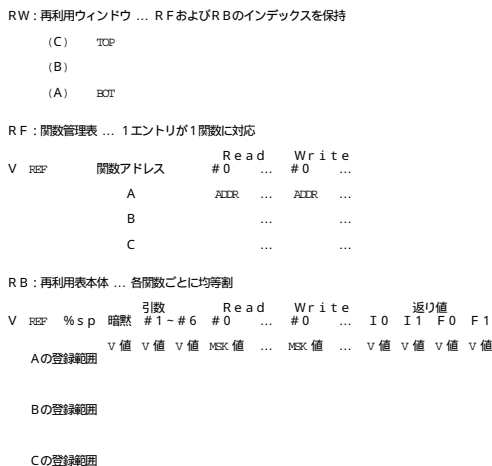 RW：再利用ウィンドウ … RFおよびRBのインデックスを保持
(C) TOP
(B)
(A) BOT
RF：関数管理表 … 1エントリが1関数に対応
Read Write
V REF 関数アドレス #0 … #0 …
A ADDR … ADDR …
B … …
C … …
RB：再利用表本体 … 各関数ごとに均等割
引数 Read Write 返り値
V REF %sp 暗黙 #1~#6 #0 … #0 … I0 I1 F0 F1
V値 V値 V値 MSK値 … MSK値 … V値 V値 V値 V値
Aの登録範囲
Bの登録範囲
Cの登録範囲